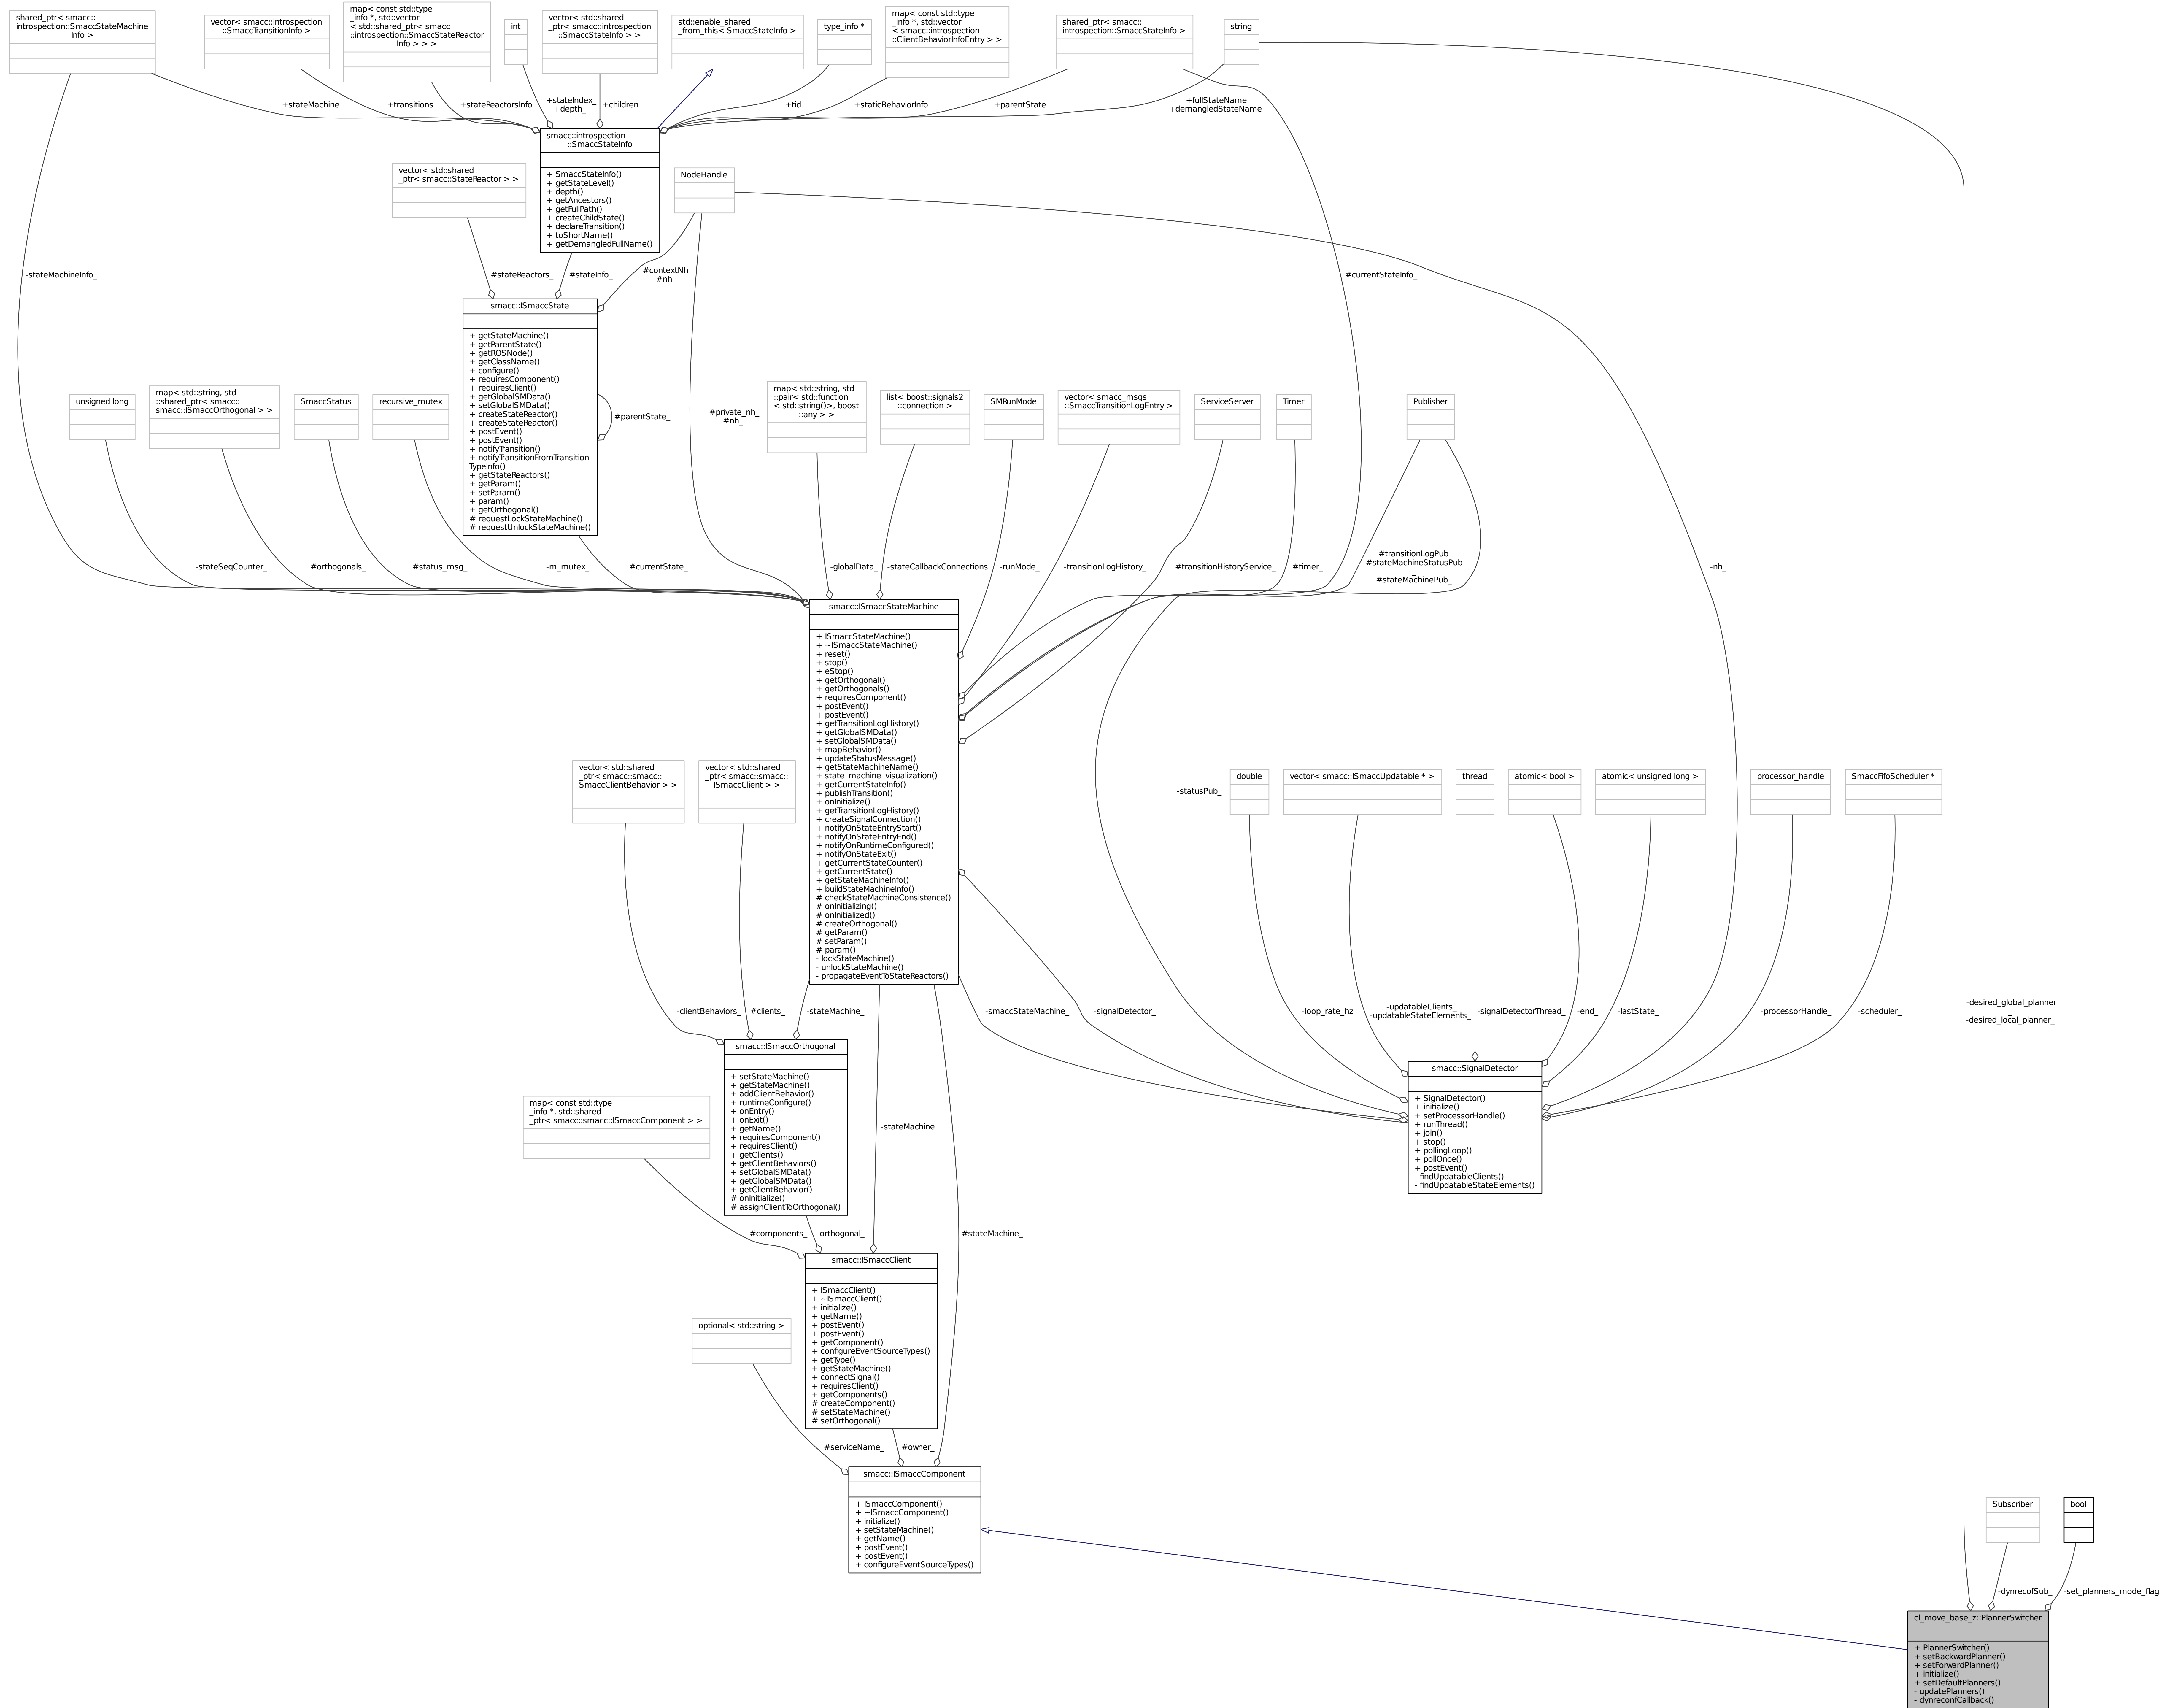 shared_ptr< smacc::
introspection::SmaccStateMachine
Info >
vector< smacc::introspection
::SmaccTransitionInfo >
map< const std::type
_info *, std::vector
< std::shared_ptr< smacc
::introspection::SmaccStateReactor
Info > > >
int
vector< std::shared
_ptr< smacc::introspection
::SmaccStateInfo > >
std::enable_shared
_from_this< SmaccStateInfo >
type_info *
map< const std::type
_info *, std::vector
< smacc::introspection
::ClientBehaviorInfoEntry > >
shared_ptr< smacc::
introspection::SmaccStateInfo >
string
+stateMachine_
+transitions_
+stateReactorsInfo
+stateIndex_
+depth_
+children_
+tid_
+staticBehaviorInfo
+parentState_
+fullStateName
+demangledStateName
smacc::introspection
::SmaccStateInfo
+ SmaccStateInfo()
+ getStateLevel()
+ depth()
+ getAncestors()
+ getFullPath()
+ createChildState()
+ declareTransition()
+ toShortName()
+ getDemangledFullName()
vector< std::shared
_ptr< smacc::StateReactor > >
NodeHandle
-stateMachineInfo_
#stateReactors_
#stateInfo_
#contextNh
#nh
#currentStateInfo_
smacc::ISmaccState
+ getStateMachine()
+ getParentState()
+ getROSNode()
+ getClassName()
+ configure()
+ requiresComponent()
+ requiresClient()
+ getGlobalSMData()
+ setGlobalSMData()
+ createStateReactor()
+ createStateReactor()
+ postEvent()
+ postEvent()
+ notifyTransition()
+ notifyTransitionFromTransition
TypeInfo()
+ getStateReactors()
+ getParam()
+ setParam()
+ param()
+ getOrthogonal()
# requestLockStateMachine()
# requestUnlockStateMachine()
#parentState_
unsigned long
map< std::string, std
::shared_ptr< smacc::
smacc::ISmaccOrthogonal > >
SmaccStatus
recursive_mutex
#private_nh_
#nh_
map< std::string, std
::pair< std::function
< std::string()>, boost
::any > >
list< boost::signals2
::connection >
SMRunMode
vector< smacc_msgs
::SmaccTransitionLogEntry >
ServiceServer
Timer
Publisher
-stateSeqCounter_
#orthogonals_
#status_msg_
-m_mutex_
#currentState_
-globalData_
-stateCallbackConnections
-runMode_
-transitionLogHistory_
#transitionHistoryService_
#timer_
#transitionLogPub_
#stateMachineStatusPub
_
#stateMachinePub_
-nh_
smacc::ISmaccStateMachine
+ ISmaccStateMachine()
+ ~ISmaccStateMachine()
+ reset()
+ stop()
+ eStop()
+ getOrthogonal()
+ getOrthogonals()
+ requiresComponent()
+ postEvent()
+ postEvent()
+ getTransitionLogHistory()
+ getGlobalSMData()
+ setGlobalSMData()
+ mapBehavior()
+ updateStatusMessage()
+ getStateMachineName()
+ state_machine_visualization()
+ getCurrentStateInfo()
+ publishTransition()
+ onInitialize()
+ getTransitionLogHistory()
+ createSignalConnection()
+ notifyOnStateEntryStart()
+ notifyOnStateEntryEnd()
+ notifyOnRuntimeConfigured()
+ notifyOnStateExit()
+ getCurrentStateCounter()
+ getCurrentState()
+ getStateMachineInfo()
+ buildStateMachineInfo()
# checkStateMachineConsistence()
# onInitializing()
# onInitialized()
# createOrthogonal()
# getParam()
# setParam()
# param()
- lockStateMachine()
- unlockStateMachine()
- propagateEventToStateReactors()
vector< std::shared
_ptr< smacc::smacc::
SmaccClientBehavior > >
vector< std::shared
_ptr< smacc::smacc::
ISmaccClient > >
-statusPub_
double
vector< smacc::ISmaccUpdatable * >
thread
atomic< bool >
atomic< unsigned long >
processor_handle
SmaccFifoScheduler *
-clientBehaviors_
#clients_
-stateMachine_
-smaccStateMachine_
-signalDetector_
-loop_rate_hz
-updatableClients_
-updatableStateElements_
-signalDetectorThread_
-end_
-lastState_
-processorHandle_
-scheduler_
-desired_global_planner
_
-desired_local_planner_
smacc::ISmaccOrthogonal
+ setStateMachine()
+ getStateMachine()
+ addClientBehavior()
+ runtimeConfigure()
+ onEntry()
+ onExit()
+ getName()
+ requiresComponent()
+ requiresClient()
+ getClients()
+ getClientBehaviors()
+ setGlobalSMData()
+ getGlobalSMData()
+ getClientBehavior()
# onInitialize()
# assignClientToOrthogonal()
smacc::SignalDetector
+ SignalDetector()
+ initialize()
+ setProcessorHandle()
+ runThread()
+ join()
+ stop()
+ pollingLoop()
+ pollOnce()
+ postEvent()
- findUpdatableClients()
- findUpdatableStateElements()
map< const std::type
_info *, std::shared
_ptr< smacc::smacc::ISmaccComponent > >
-stateMachine_
#components_
-orthogonal_
#stateMachine_
smacc::ISmaccClient
+ ISmaccClient()
+ ~ISmaccClient()
+ initialize()
+ getName()
+ postEvent()
+ postEvent()
+ getComponent()
+ configureEventSourceTypes()
+ getType()
+ getStateMachine()
+ connectSignal()
+ requiresClient()
+ getComponents()
# createComponent()
# setStateMachine()
# setOrthogonal()
optional< std::string >
#serviceName_
#owner_
smacc::ISmaccComponent
+ ISmaccComponent()
+ ~ISmaccComponent()
+ initialize()
+ setStateMachine()
+ getName()
+ postEvent()
+ postEvent()
+ configureEventSourceTypes()
Subscriber
bool
-dynrecofSub_
-set_planners_mode_flag
cl_move_base_z::PlannerSwitcher
+ PlannerSwitcher()
+ setBackwardPlanner()
+ setForwardPlanner()
+ initialize()
+ setDefaultPlanners()
- updatePlanners()
- dynreconfCallback()